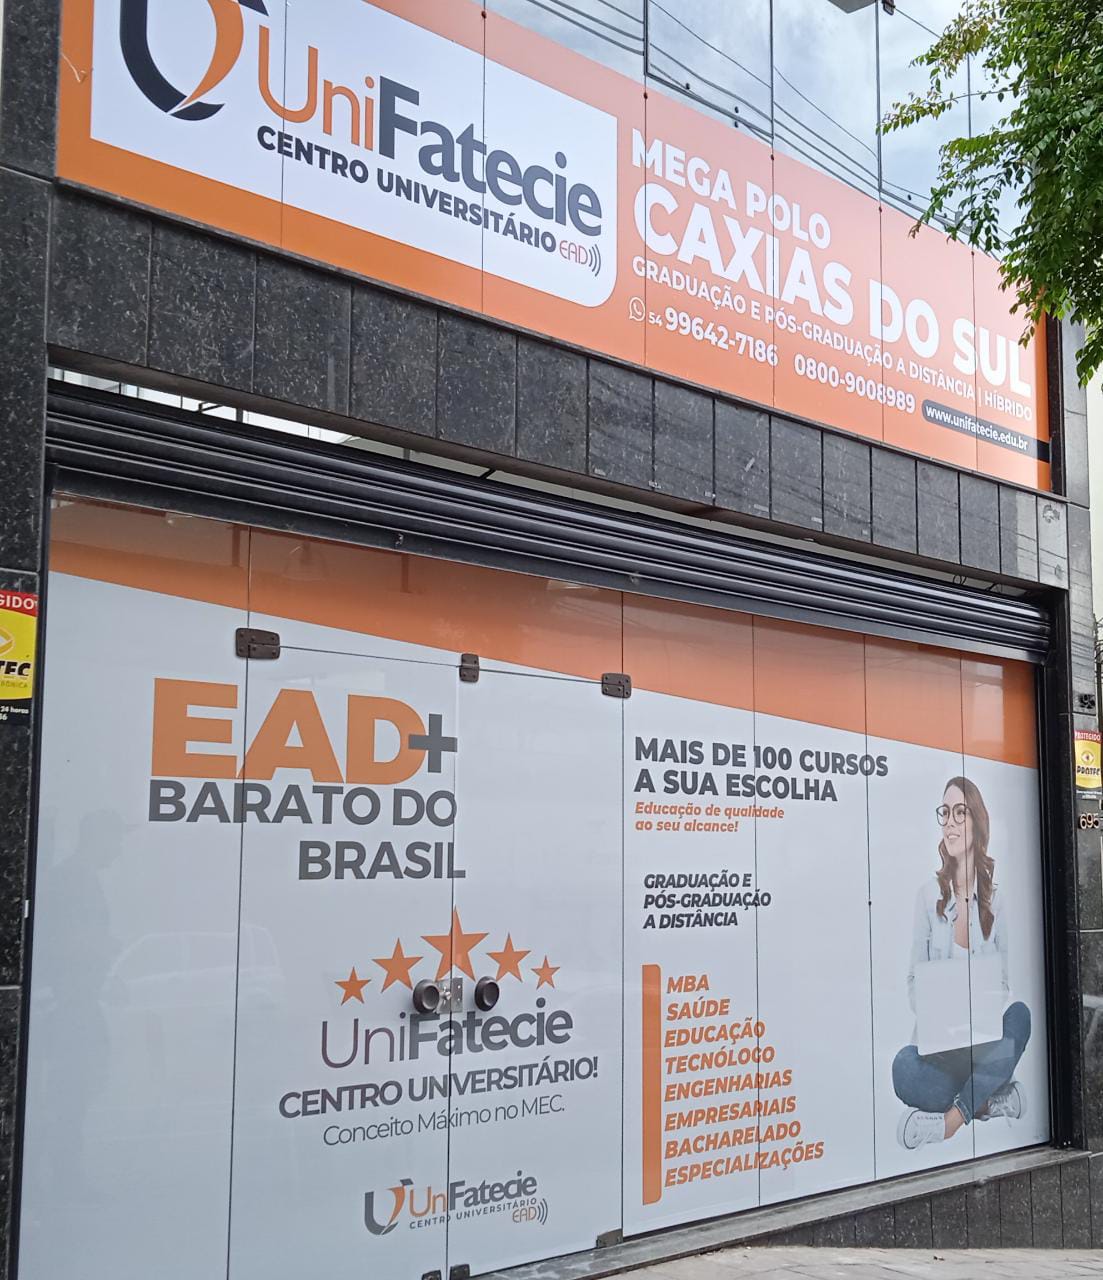 UniFatecie
CENTRO UNIVERSITÁRIO EAD
MEGA POLO
CAXIAS DO SUL
GRADUAÇÃO E PÓS-GRADUAÇÃO A DISTÂNCIA | HÍBRIDO
54 99642-7186 0800-9008989 www.unifatecie.edu.br
EAD+
BARATO DO
BRASIL
UniFatecie
CENTRO UNIVERSITÁRIO!
Conceito Máximo no MEC.
UniFatecie
CENTRO UNIVERSITÁRIO
EAD
MAIS DE 100 CURSOS
A SUA ESCOLHA
Educação de qualidade
ao seu alcance!
GRADUAÇÃO E
PÓS-GRADUAÇÃO
A DISTÂNCIA
MBA
SAÚDE
EDUCAÇÃO
TECNÓLOGO
ENGENHARIAS
EMPRESARIAIS
BACHARELADO
ESPECIALIZAÇÕES
PROTEGIDO
PROTEC
695